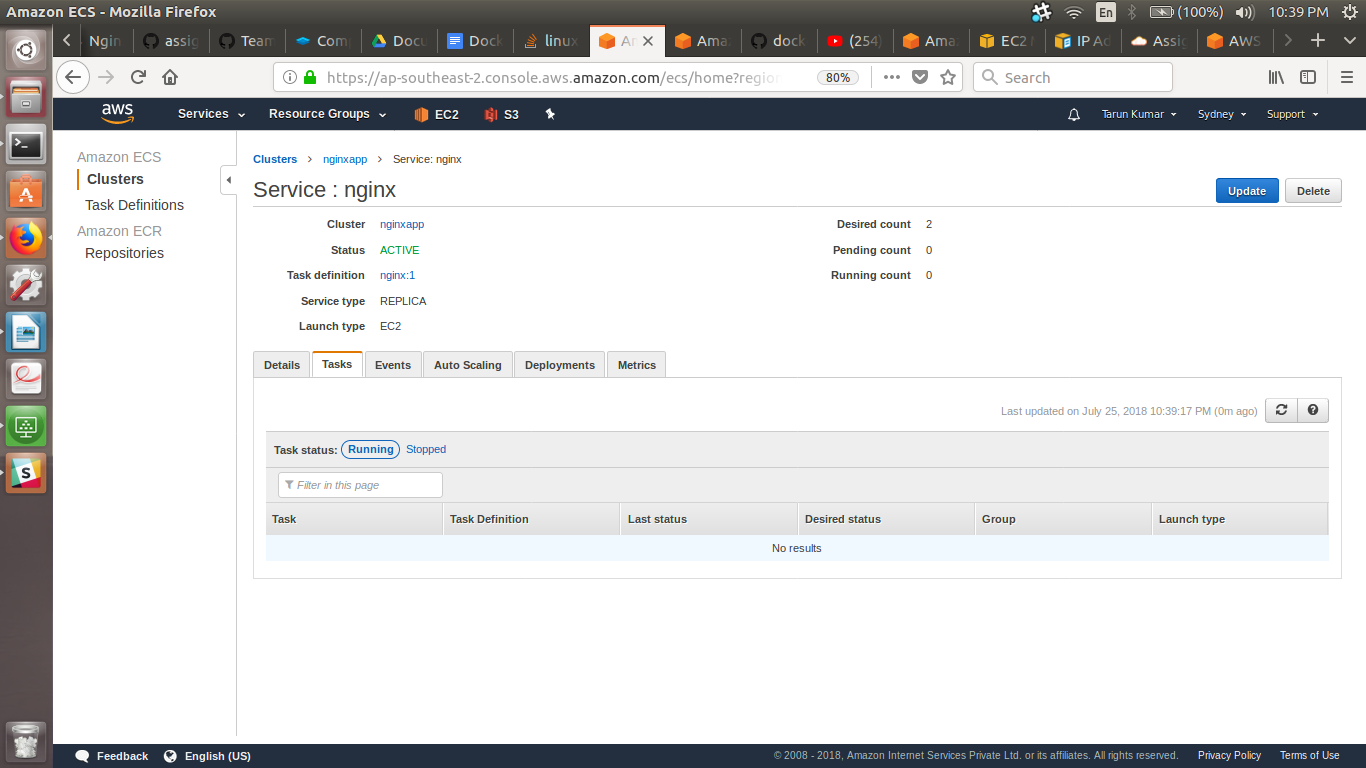 Amazon ECS - Mozilla Firefox
En (100%) 10:39 PM
Ngin assig Team Com Docu Dock linux Am Ama dock (254) Ama EC2 IP Ad Assig AWS
https://ap-southeast-2.console.aws.amazon.com/ecs/home?region 80% Search
aws Services Resource Groups EC2 S3 Tarun Kumar Sydney Support
Amazon ECS
Clusters
Task Definitions
Amazon ECR
Repositories
Clusters > nginxapp > Service: nginx
Service : nginx
Update Delete
Cluster nginxapp Desired count 2
Status ACTIVE Pending count 0
Task definition nginx:1 Running count 0
Service type REPLICA
Launch type EC2
Details Tasks Events Auto Scaling Deployments Metrics
Last updated on July 25, 2018 10:39:17 PM (0m ago)
Task status: Running Stopped
Filter in this page
Task Task Definition Last status Desired status Group Launch type
No results
Feedback English (US) © 2008 - 2018, Amazon Internet Services Private Ltd. or its affiliates. All rights reserved. Privacy Policy Terms of Use